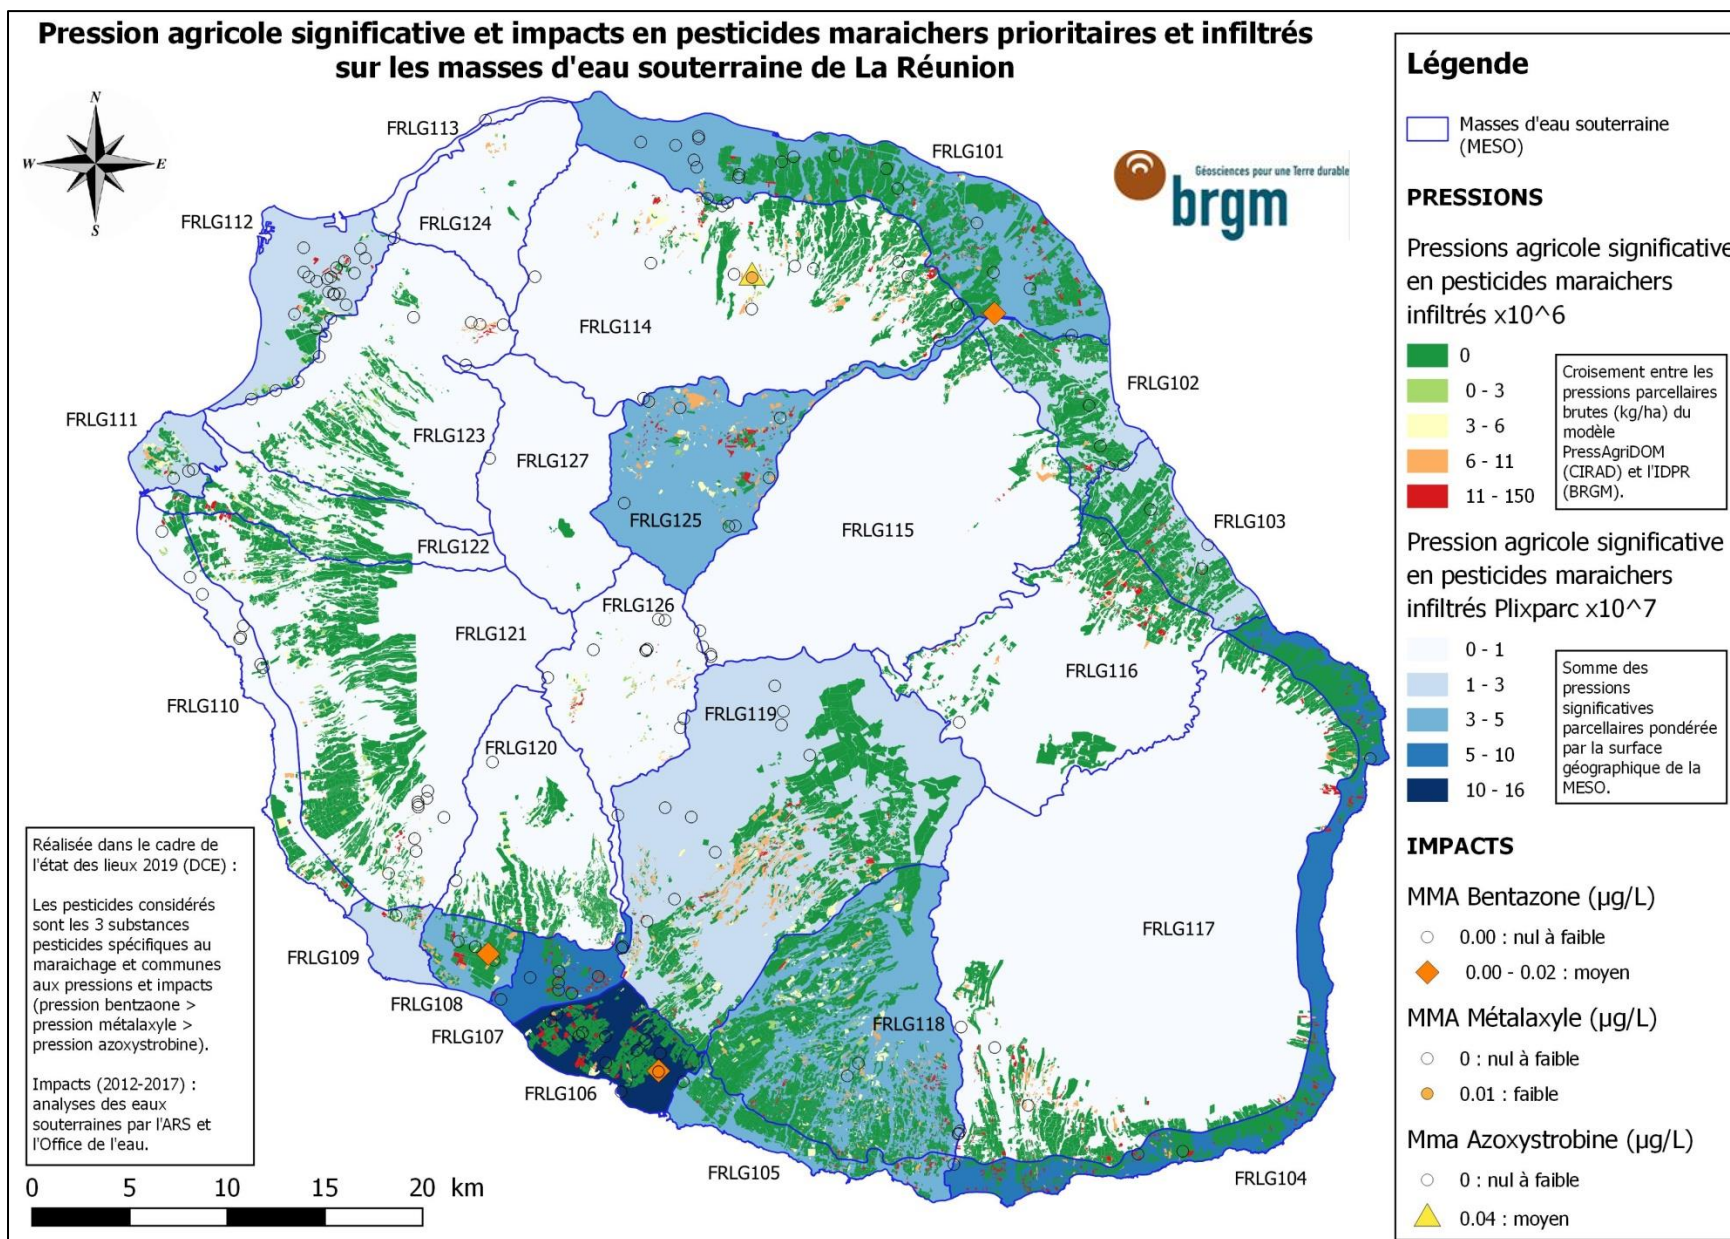 Pression agricole significative et impacts en pesticides maraichers prioritaires et infiltrés
sur les masses d'eau souterraine de La Réunion
N
W
E
S
FRLG113
FRLG101
FRLG112
FRLG124
FRLG114
FRLG102
FRLG111
FRLG123
FRLG127
FRLG125
FRLG115
FRLG103
FRLG122
FRLG126
FRLG121
FRLG116
FRLG110
FRLG119
FRLG120
FRLG117
FRLG109
FRLG108
FRLG118
FRLG107
FRLG106
FRLG105
FRLG104
Géosciences pour une Terre durable
brgm
Réalisée dans le cadre de
l'état des lieux 2019 (DCE) :
Les pesticides considérés
sont les 3 substances
pesticides spécifiques au
maraichage et communes
aux pressions et impacts
(pression bentzaone >
pression métalaxyle >
pression azoxystrobine).
Impacts (2012-2017) :
analyses des eaux
souterraines par l'ARS et
l'Office de l'eau.
0 5 10 15 20 km
Légende
Masses d'eau souterraine
(MESO)
PRESSIONS
Pressions agricole significative
en pesticides maraichers
infiltrés x10^6
0
0 - 3
3 - 6
6 - 11
11 - 150
Croisement entre les
pressions parcellaires
brutes (kg/ha) du
modèle
PressAgriDOM
(CIRAD) et l'IDPR
(BRGM).
Pression agricole significative
en pesticides maraichers
infiltrés Plixparc x10^7
0 - 1
1 - 3
3 - 5
5 - 10
10 - 16
Somme des
pressions
significatives
parcellaires pondérée
par la surface
géographique de la
MESO.
IMPACTS
MMA Bentazone (µg/L)
0.00 : nul à faible
0.00 - 0.02 : moyen
MMA Métalaxyle (µg/L)
0 : nul à faible
0.01 : faible
Mma Azoxystrobine (µg/L)
0 : nul à faible
0.04 : moyen